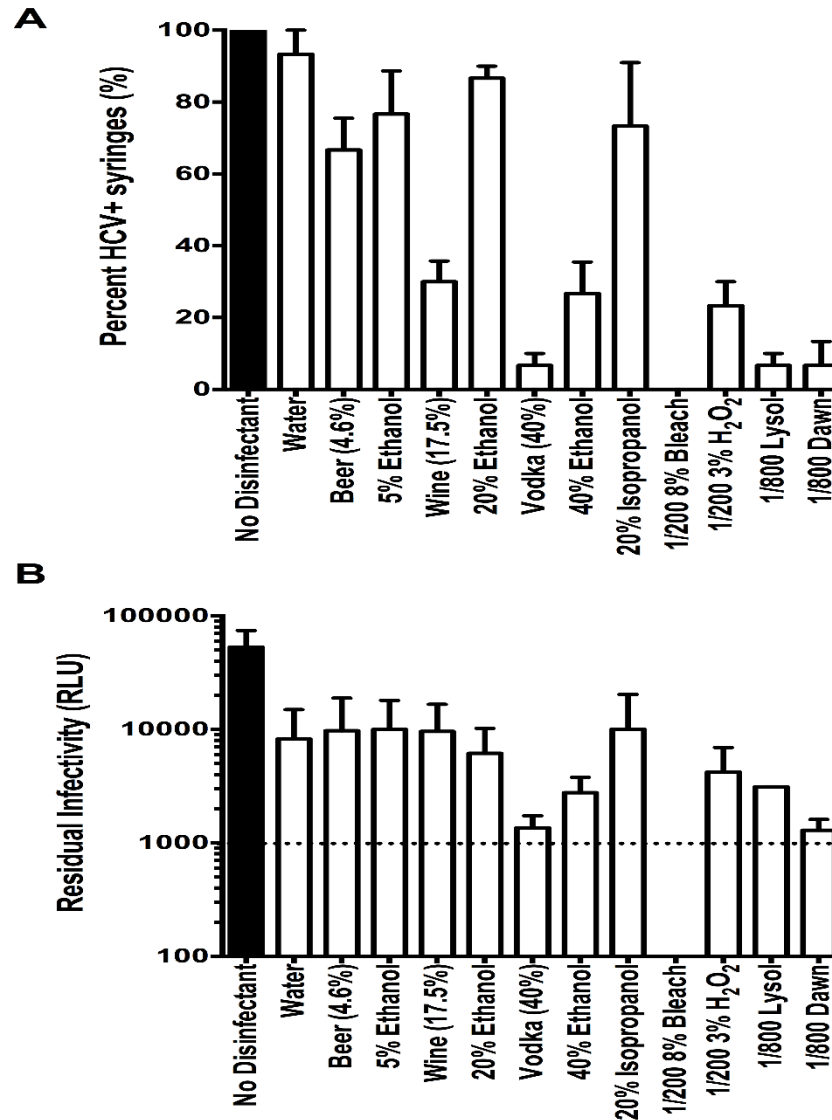 A
Percent HCV+ syringes (%)
100
80
60
40
20
0
No Disinfectant
Water
Beer (4.6%)
5% Ethanol
Wine (17.5%)
20% Ethanol
Vodka (40%)
40% Ethanol
20% Isopropanol
1/200 8% Bleach
1/200 3% H₂O₂
1/800 Lysol
1/800 Dawn
B
Residual Infectivity (RLU)
100000
10000
1000
100
No Disinfectant
Water
Beer (4.6%)
5% Ethanol
Wine (17.5%)
20% Ethanol
Vodka (40%)
40% Ethanol
20% Isopropanol
1/200 8% Bleach
1/200 3% H₂O₂
1/800 Lysol
1/800 Dawn